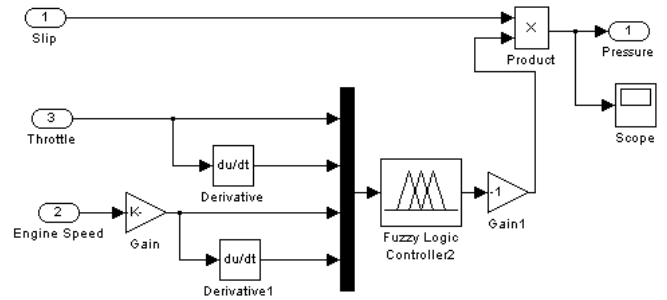 1
Slip
×
Product
1
Pressure
Scope
3
Throttle
du/dt
Derivative
2
Engine Speed
K-
Gain
du/dt
Derivative1
Fuzzy Logic
Controller2
-1
Gain1